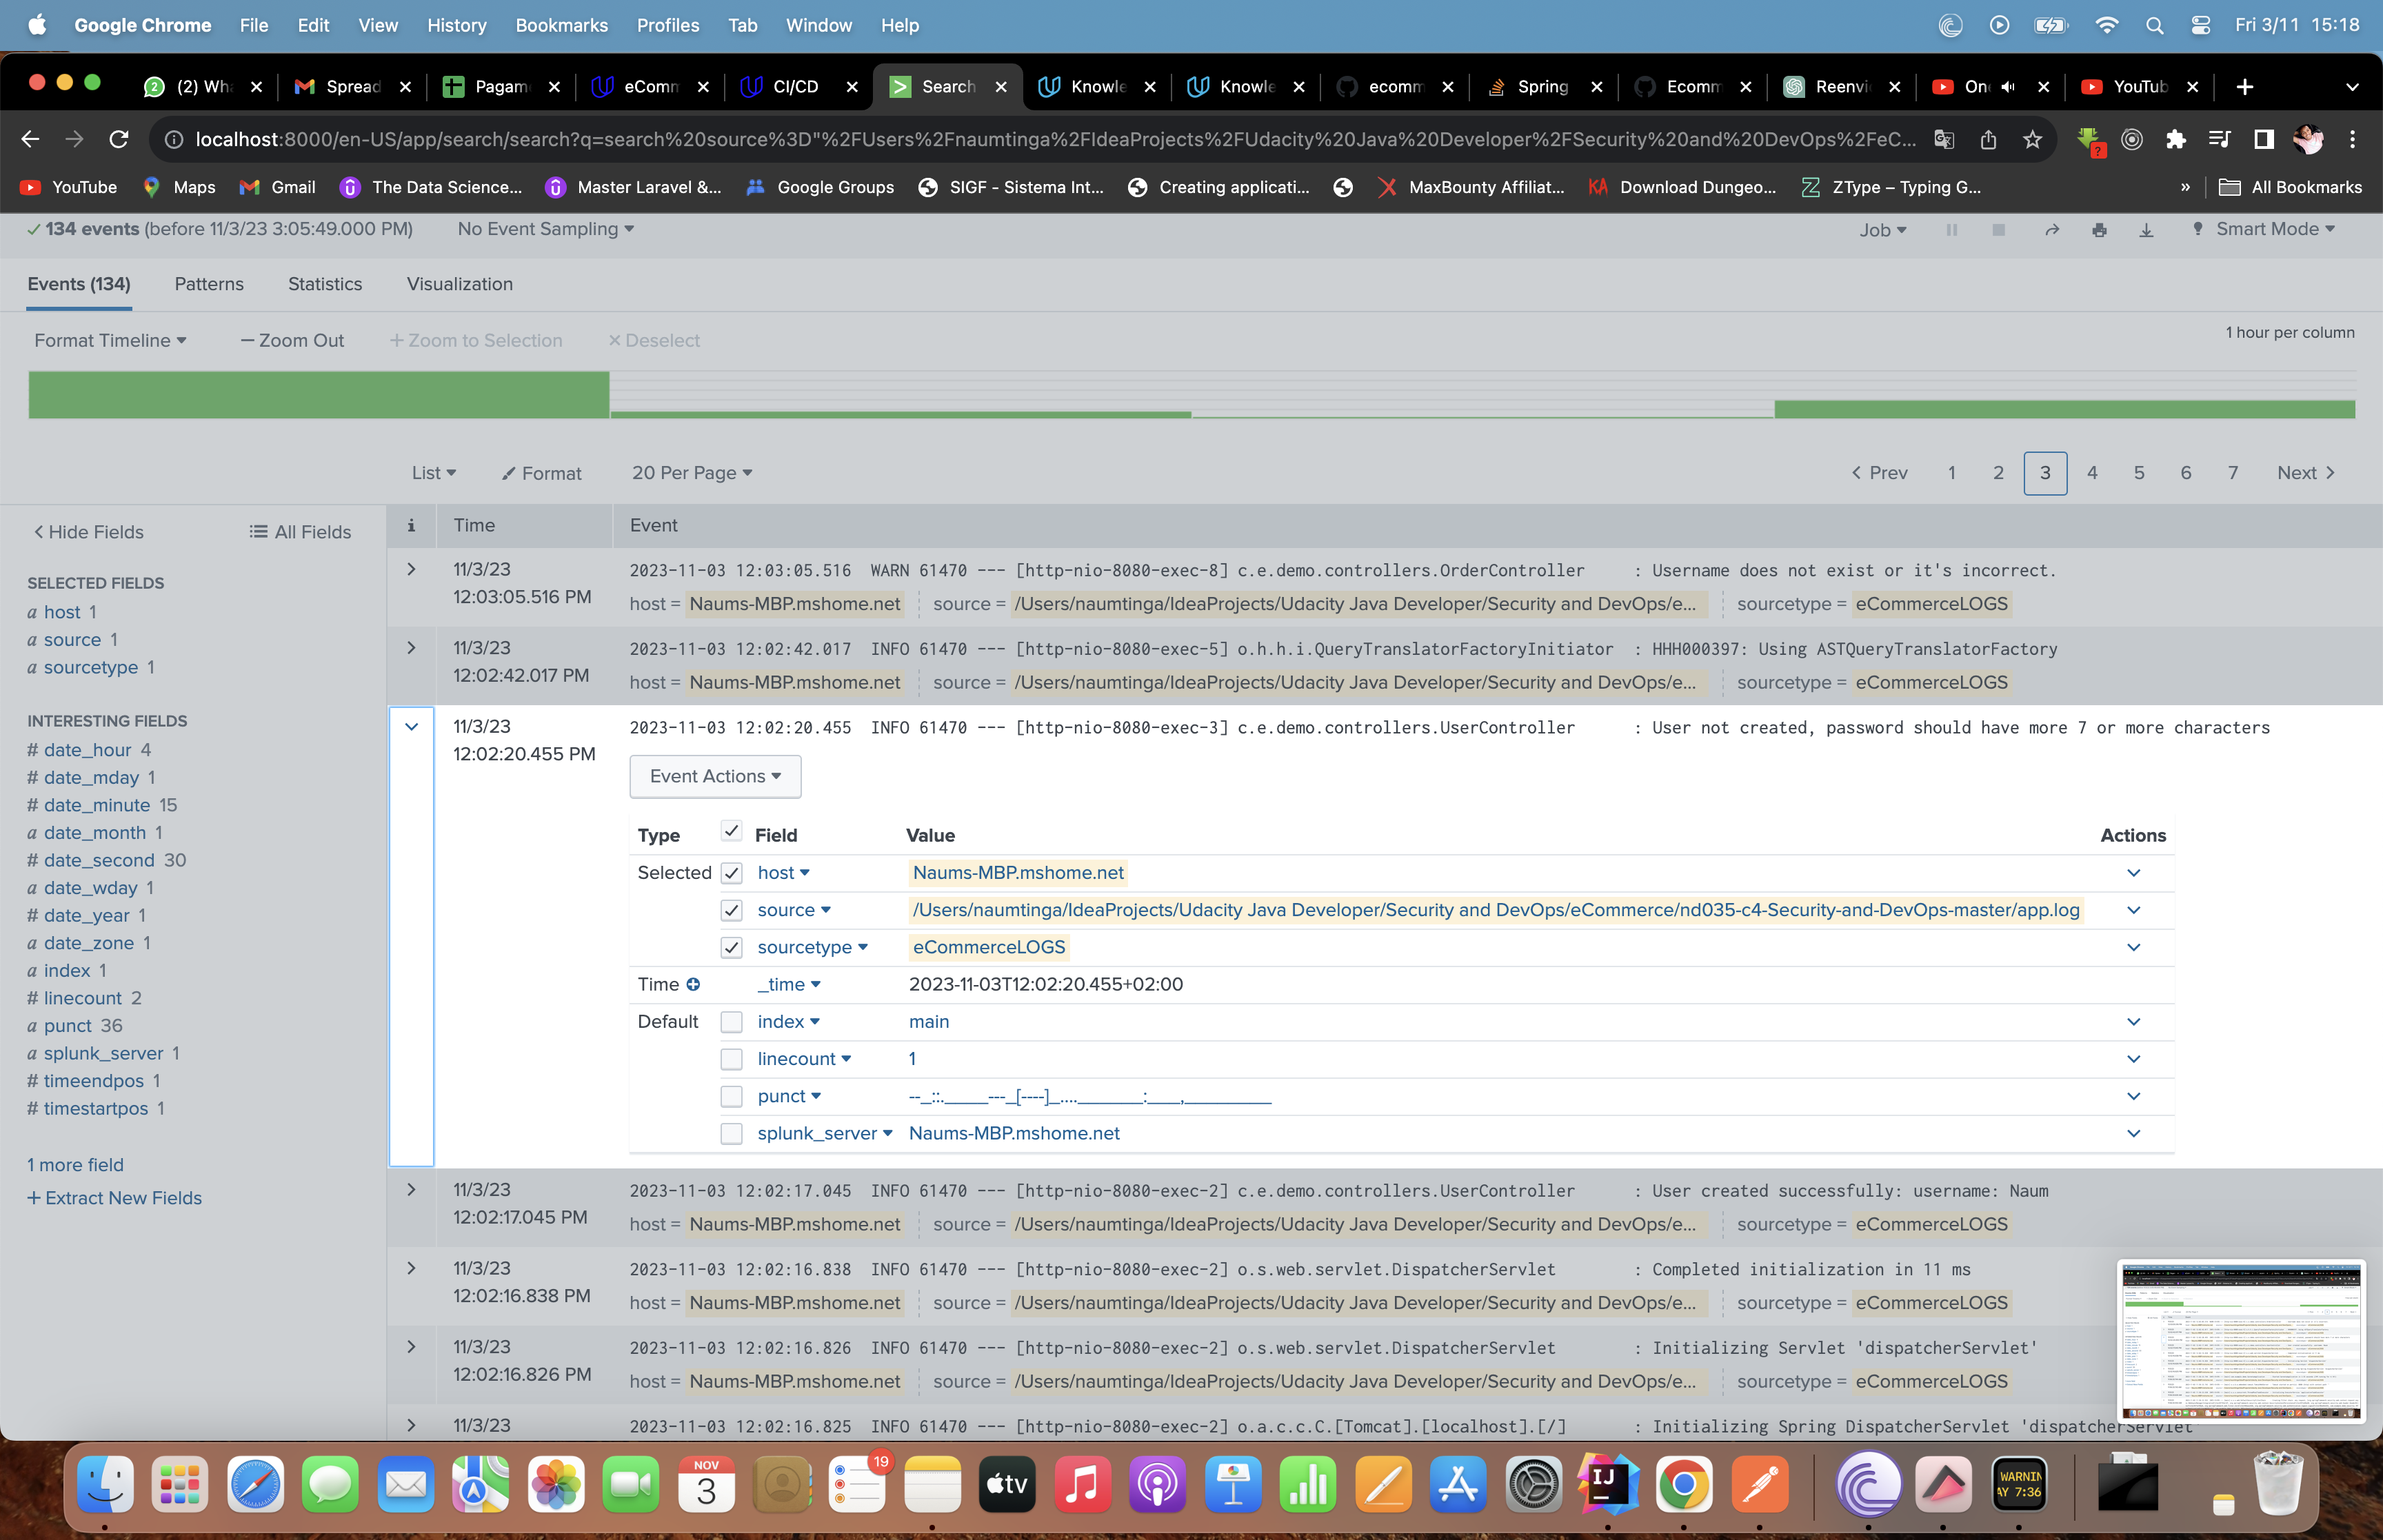 Google Chrome File Edit View History Bookmarks Profiles Tab Window Help Fri 3/11 15:18
2 (2) Wh Spread Pagam eComm CI/CD Search Knowle Knowle ecomm Spring Ecomm Reenvi On YouTub
localhost:8000/en-US/app/search/search?q=search%20source%3D"%2FUsers%2Fnaumtinga%2FIdeaProjects%2FUdacity%20Java%20Developer%2FSecurity%20and%20DevOps%2FeC... ?
YouTube Maps Gmail The Data Science... Master Laravel &... Google Groups SIGF - Sistema Int... Creating applicati... MaxBounty Affiliat... KA Download Dungeo... ZType – Typing G... » All Bookmarks
134 events (before 11/3/23 3:05:49.000 PM) No Event Sampling Job Smart Mode
Events (134) Patterns Statistics Visualization
Format Timeline — Zoom Out + Zoom to Selection × Deselect 1 hour per column
List Format 20 Per Page < Prev 1 2 3 4 5 6 7 Next >
< Hide Fields All Fields
i Time Event
SELECTED FIELDS
a host 1
a source 1
a sourcetype 1
INTERESTING FIELDS
# date_hour 4
# date_mday 1
# date_minute 15
a date_month 1
# date_second 30
a date_wday 1
# date_year 1
a date_zone 1
a index 1
# linecount 2
a punct 36
a splunk_server 1
# timeendpos 1
# timestartpos 1
1 more field
+ Extract New Fields
11/3/23
12:03:05.516 PM
2023-11-03 12:03:05.516 WARN 61470 --- [http-nio-8080-exec-8] c.e.demo.controllers.OrderController : Username does not exist or it's incorrect.
host = Naums-MBP.mshome.net source = /Users/naumtinga/IdeaProjects/Udacity Java Developer/Security and DevOps/e... sourcetype = eCommerceLOGS
11/3/23
12:02:42.017 PM
2023-11-03 12:02:42.017 INFO 61470 --- [http-nio-8080-exec-5] o.h.h.i.QueryTranslatorFactoryInitiator : HHH000397: Using ASTQueryTranslatorFactory
host = Naums-MBP.mshome.net source = /Users/naumtinga/IdeaProjects/Udacity Java Developer/Security and DevOps/e... sourcetype = eCommerceLOGS
11/3/23
12:02:20.455 PM
2023-11-03 12:02:20.455 INFO 61470 --- [http-nio-8080-exec-3] c.e.demo.controllers.UserController : User not created, password should have more 7 or more characters
Event Actions
Type Field Value Actions
Selected host Naums-MBP.mshome.net
source /Users/naumtinga/IdeaProjects/Udacity Java Developer/Security and DevOps/eCommerce/nd035-c4-Security-and-DevOps-master/app.log
sourcetype eCommerceLOGS
Time _time 2023-11-03T12:02:20.455+02:00
Default index main
linecount 1
punct --_::._____---_[----]_...._______:___,_________
splunk_server Naums-MBP.mshome.net
11/3/23
12:02:17.045 PM
2023-11-03 12:02:17.045 INFO 61470 --- [http-nio-8080-exec-2] c.e.demo.controllers.UserController : User created successfully: username: Naum
host = Naums-MBP.mshome.net source = /Users/naumtinga/IdeaProjects/Udacity Java Developer/Security and DevOps/e... sourcetype = eCommerceLOGS
11/3/23
12:02:16.838 PM
2023-11-03 12:02:16.838 INFO 61470 --- [http-nio-8080-exec-2] o.s.web.servlet.DispatcherServlet : Completed initialization in 11 ms
host = Naums-MBP.mshome.net source = /Users/naumtinga/IdeaProjects/Udacity Java Developer/Security and DevOps/e... sourcetype = eCommerceLOGS
11/3/23
12:02:16.826 PM
2023-11-03 12:02:16.826 INFO 61470 --- [http-nio-8080-exec-2] o.s.web.servlet.DispatcherServlet : Initializing Servlet 'dispatcherServlet'
host = Naums-MBP.mshome.net source = /Users/naumtinga/IdeaProjects/Udacity Java Developer/Security and DevOps/e... sourcetype = eCommerceLOGS
11/3/23
2023-11-03 12:02:16.825 INFO 61470 --- [http-nio-8080-exec-2] o.a.c.c.C.[Tomcat].[localhost].[/] : Initializing Spring DispatcherServlet 'dispatcherServlet'
NOV
3
19
tv
IJ
WARNIN
AY 7:36